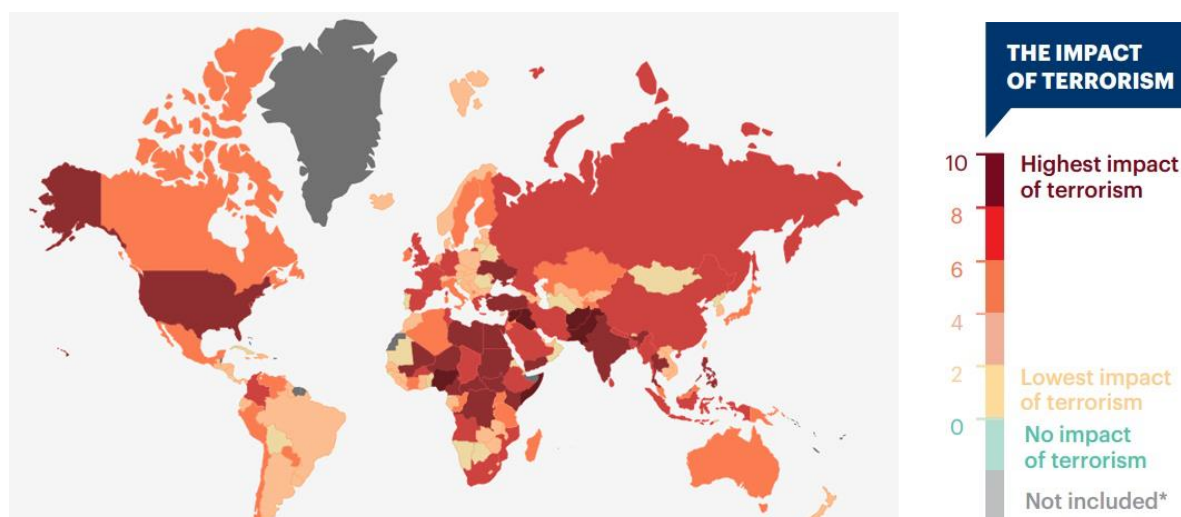 THE IMPACT
OF TERRORISM
10
Highest impact
of terrorism
8
6
4
2
Lowest impact
of terrorism
0
No impact
of terrorism
Not included*